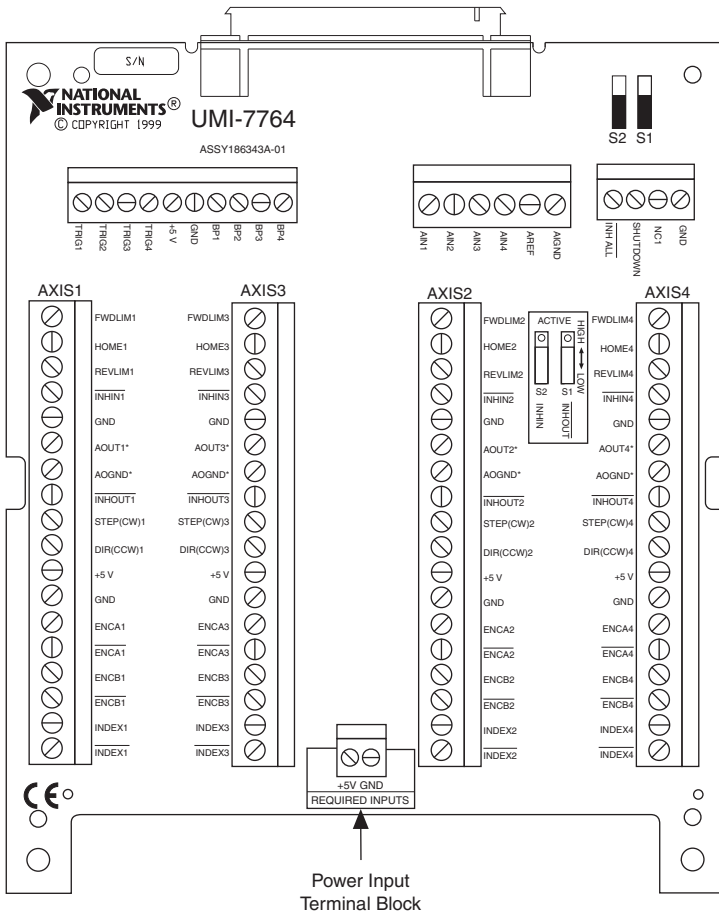 S/N
NATIONAL
INSTRUMENTS®
© COPYRIGHT 1999
UMI-7764
ASSY186343A-01
S2 S1
TRIG1 TRIG2 TRIG3 TRIG4 +5 V GND BP1 BP2 BP3 BP4
AIN1 AIN2 AIN3 AIN4 AREF AIGND
INH ALL SHUTDOWN NC1 GND
AXIS1
FWDLIM1
HOME1
REVLIM1
INHIN1
GND
AOUT1*
AOGND*
INHOUT1
STEP(CW)1
DIR(CCW)1
+5 V
GND
ENCA1
ENCA1
ENCB1
ENCB1
INDEX1
INDEX1
AXIS3
FWDLIM3
HOME3
REVLIM3
INHIN3
GND
AOUT3*
AOGND*
INHOUT3
STEP(CW)3
DIR(CCW)3
+5 V
GND
ENCA3
ENCA3
ENCB3
ENCB3
INDEX3
INDEX3
AXIS2
FWDLIM2
HOME2
REVLIM2
INHIN2
GND
AOUT2*
AOGND*
INHOUT2
STEP(CW)2
DIR(CCW)2
+5 V
GND
ENCA2
ENCA2
ENCB2
ENCB2
INDEX2
INDEX2
ACTIVE
HIGH
LOW
S2 S1
INHIN
INHOUT
AXIS4
FWDLIM4
HOME4
REVLIM4
INHIN4
GND
AOUT4*
AOGND*
INHOUT4
STEP(CW)4
DIR(CCW)4
+5 V
GND
ENCA4
ENCA4
ENCB4
ENCB4
INDEX4
INDEX4
CE
+5V GND
REQUIRED INPUTS
Power Input
Terminal Block